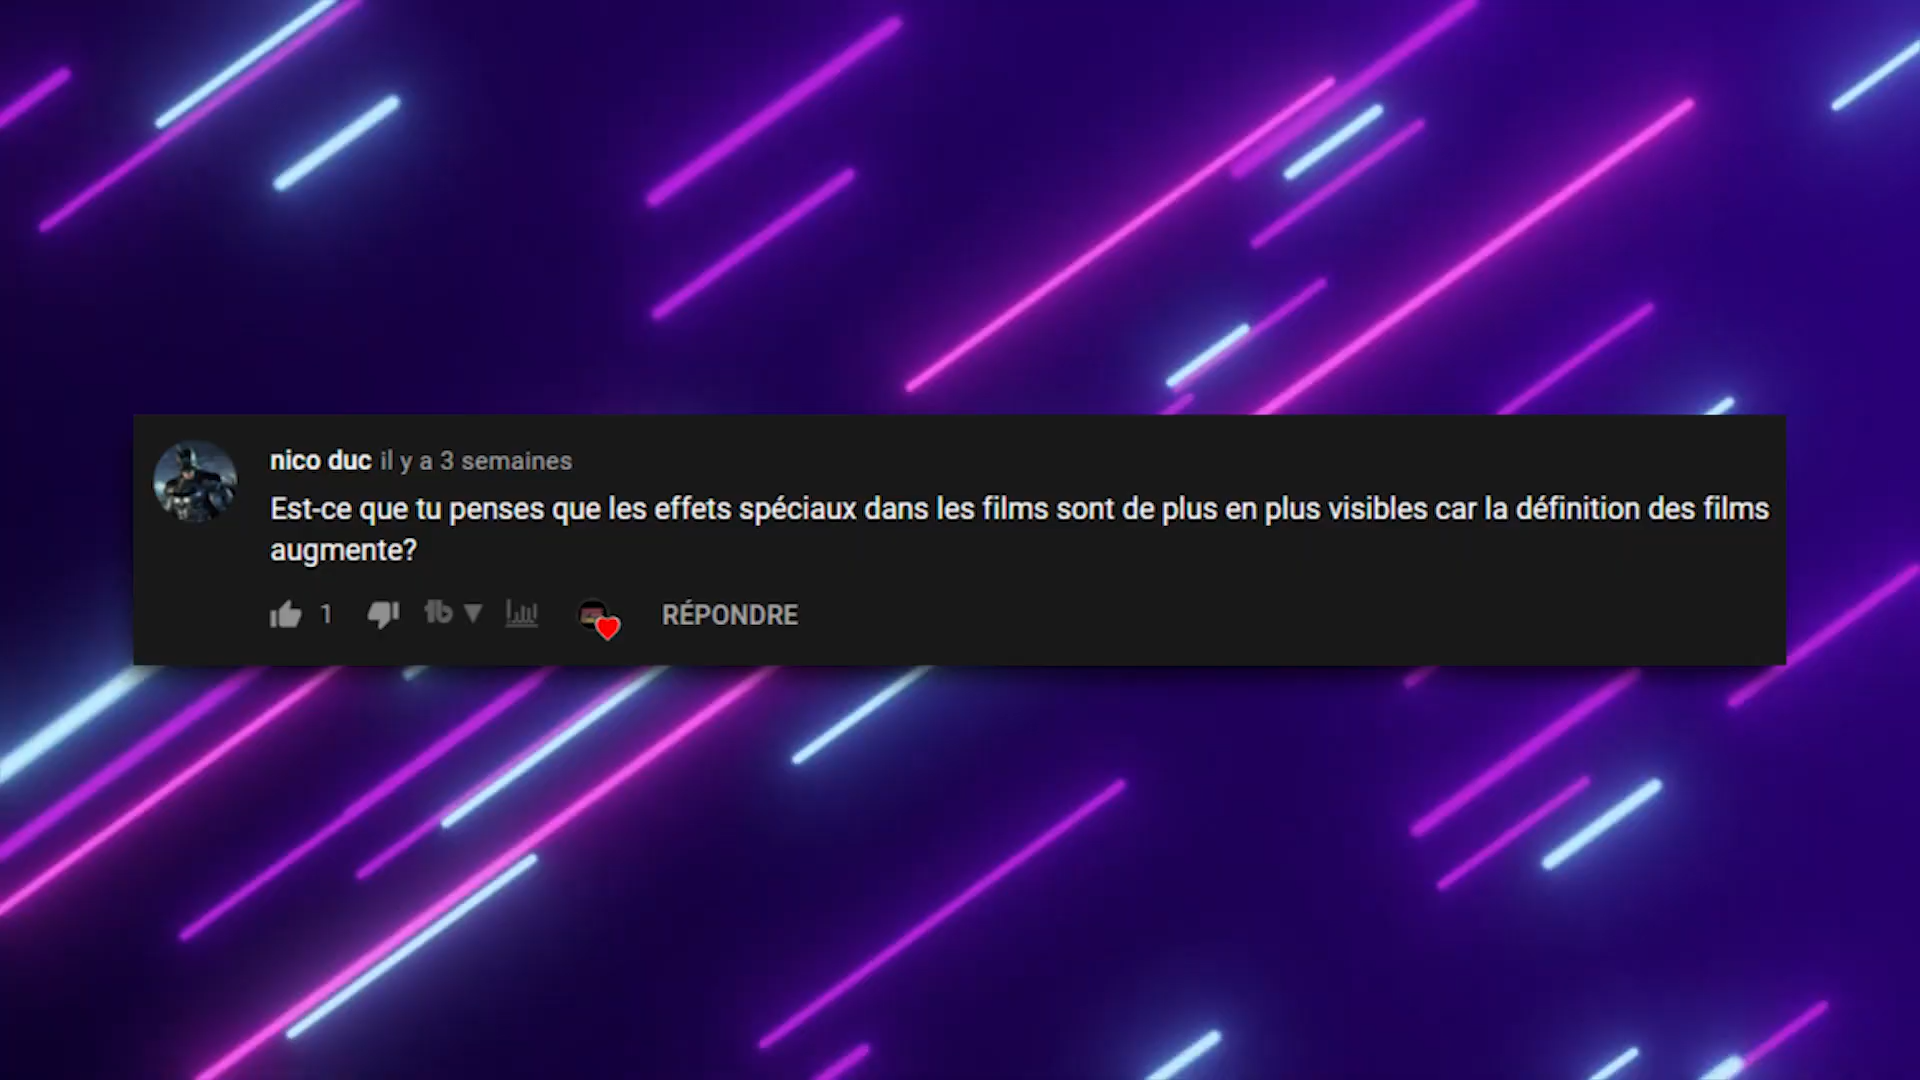 nico duc il y a 3 semaines
Est-ce que tu penses que les effets spéciaux dans les films sont de plus en plus visibles car la définition des films
augmente?
1 tb RÉPONDRE